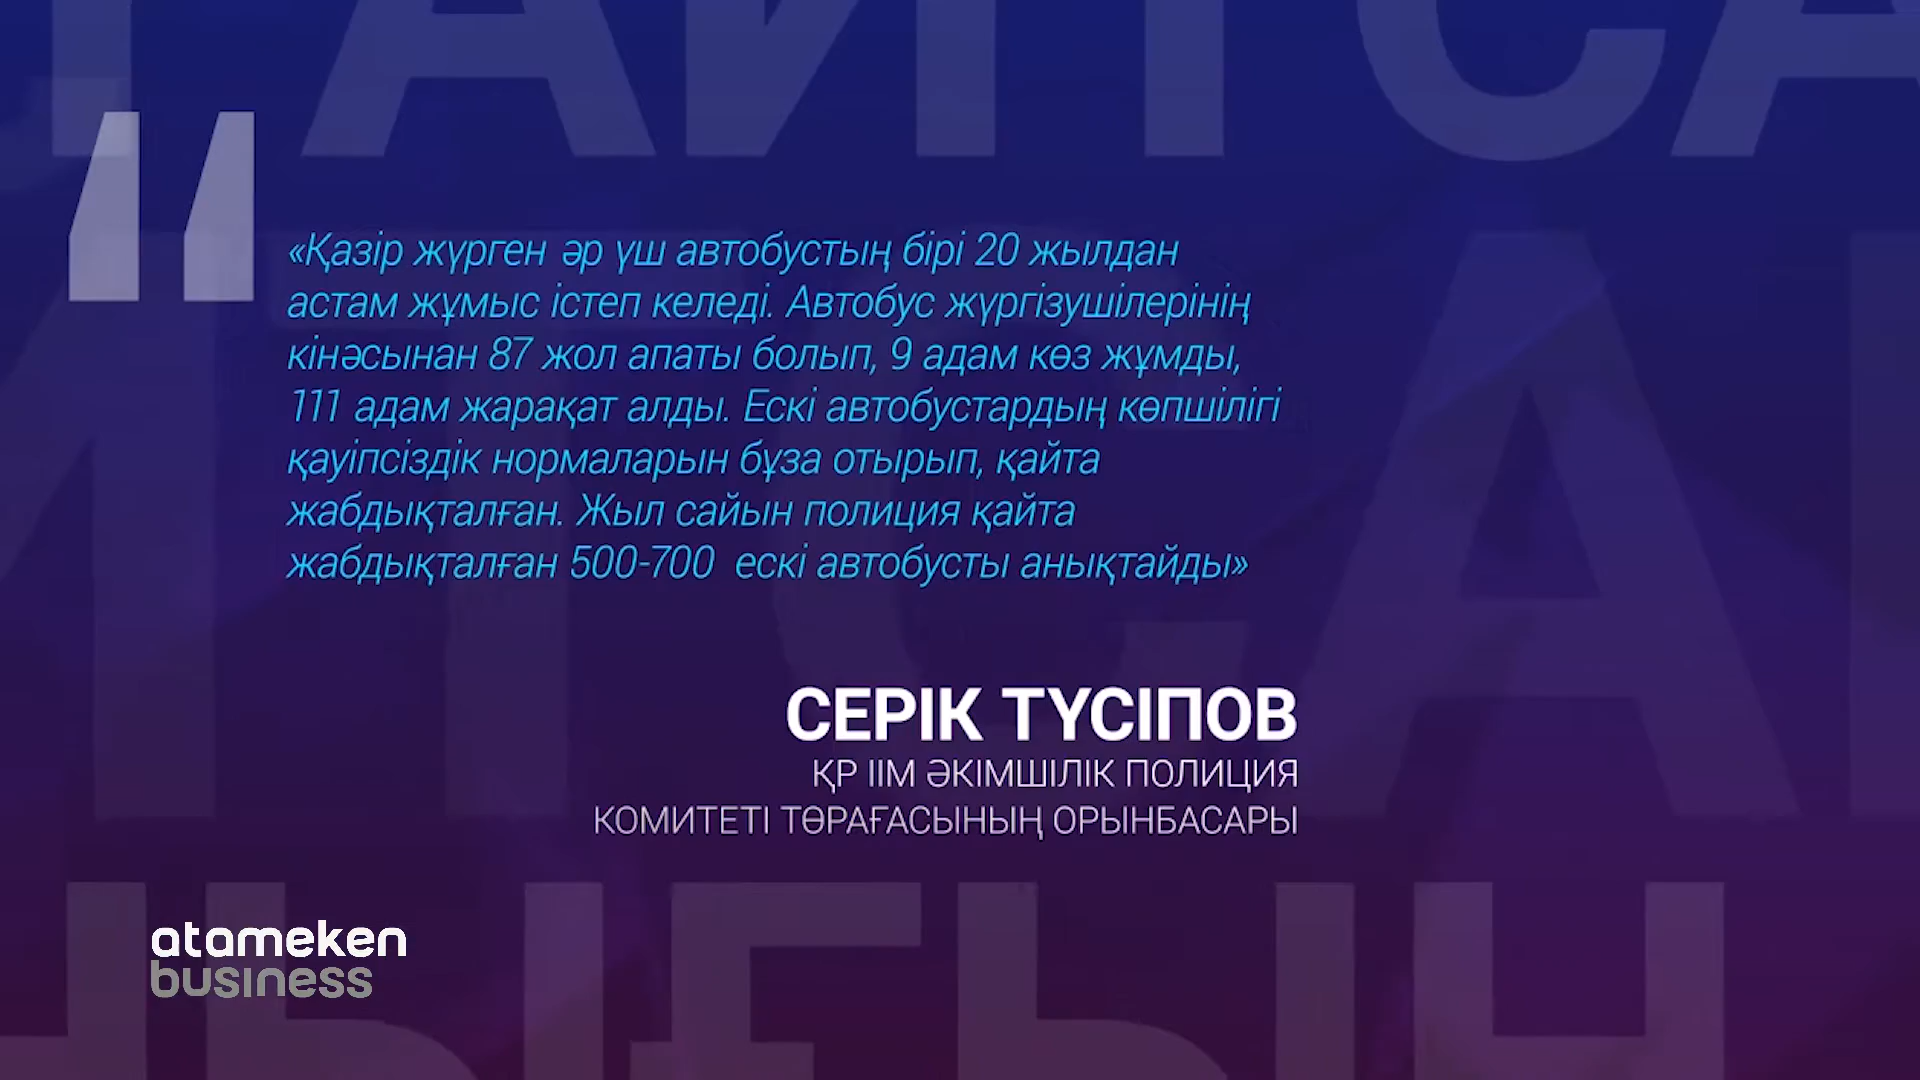 «Қазір жүрген әр үш автобустың бірі 20 жылдан
астам жұмыс істеп келеді. Автобус жүргізушілерінің
кінәсынан 87 жол апаты болып, 9 адам көз жұмды,
111 адам жарақат алды. Ескі автобустардың көпшілігі
қауіпсіздік нормаларын бұза отырып, қайта
жабдықталған. Жыл сайын полиция қайта
жабдықталған 500-700 ескі автобусты анықтайды»
СЕРІК ТҮСІПОВ
ҚР ІІМ ӘКІМШІЛІК ПОЛИЦИЯ
КОМИТЕТІ ТӨРАҒАСЫНЫҢ ОРЫНБАСАРЫ
atameken
business